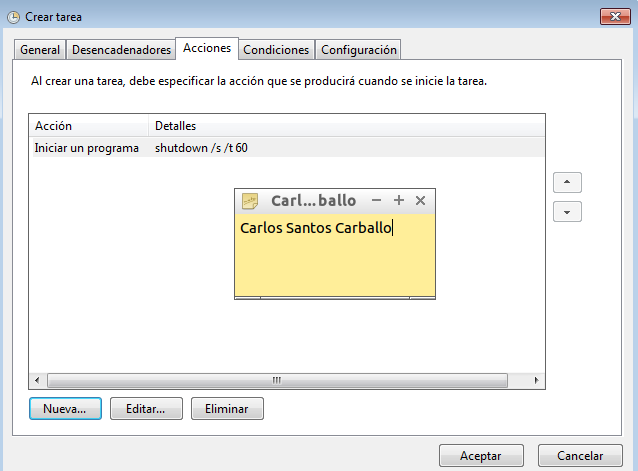 Crear tarea
General Desencadenadores Acciones Condiciones Configuración
Al crear una tarea, debe especificar la acción que se producirá cuando se inicie la tarea.
Acción Detalles
Iniciar un programa shutdown /s /t 60
Carl...ballo
Carlos Santos Carballo
Nueva... Editar... Eliminar
Aceptar Cancelar